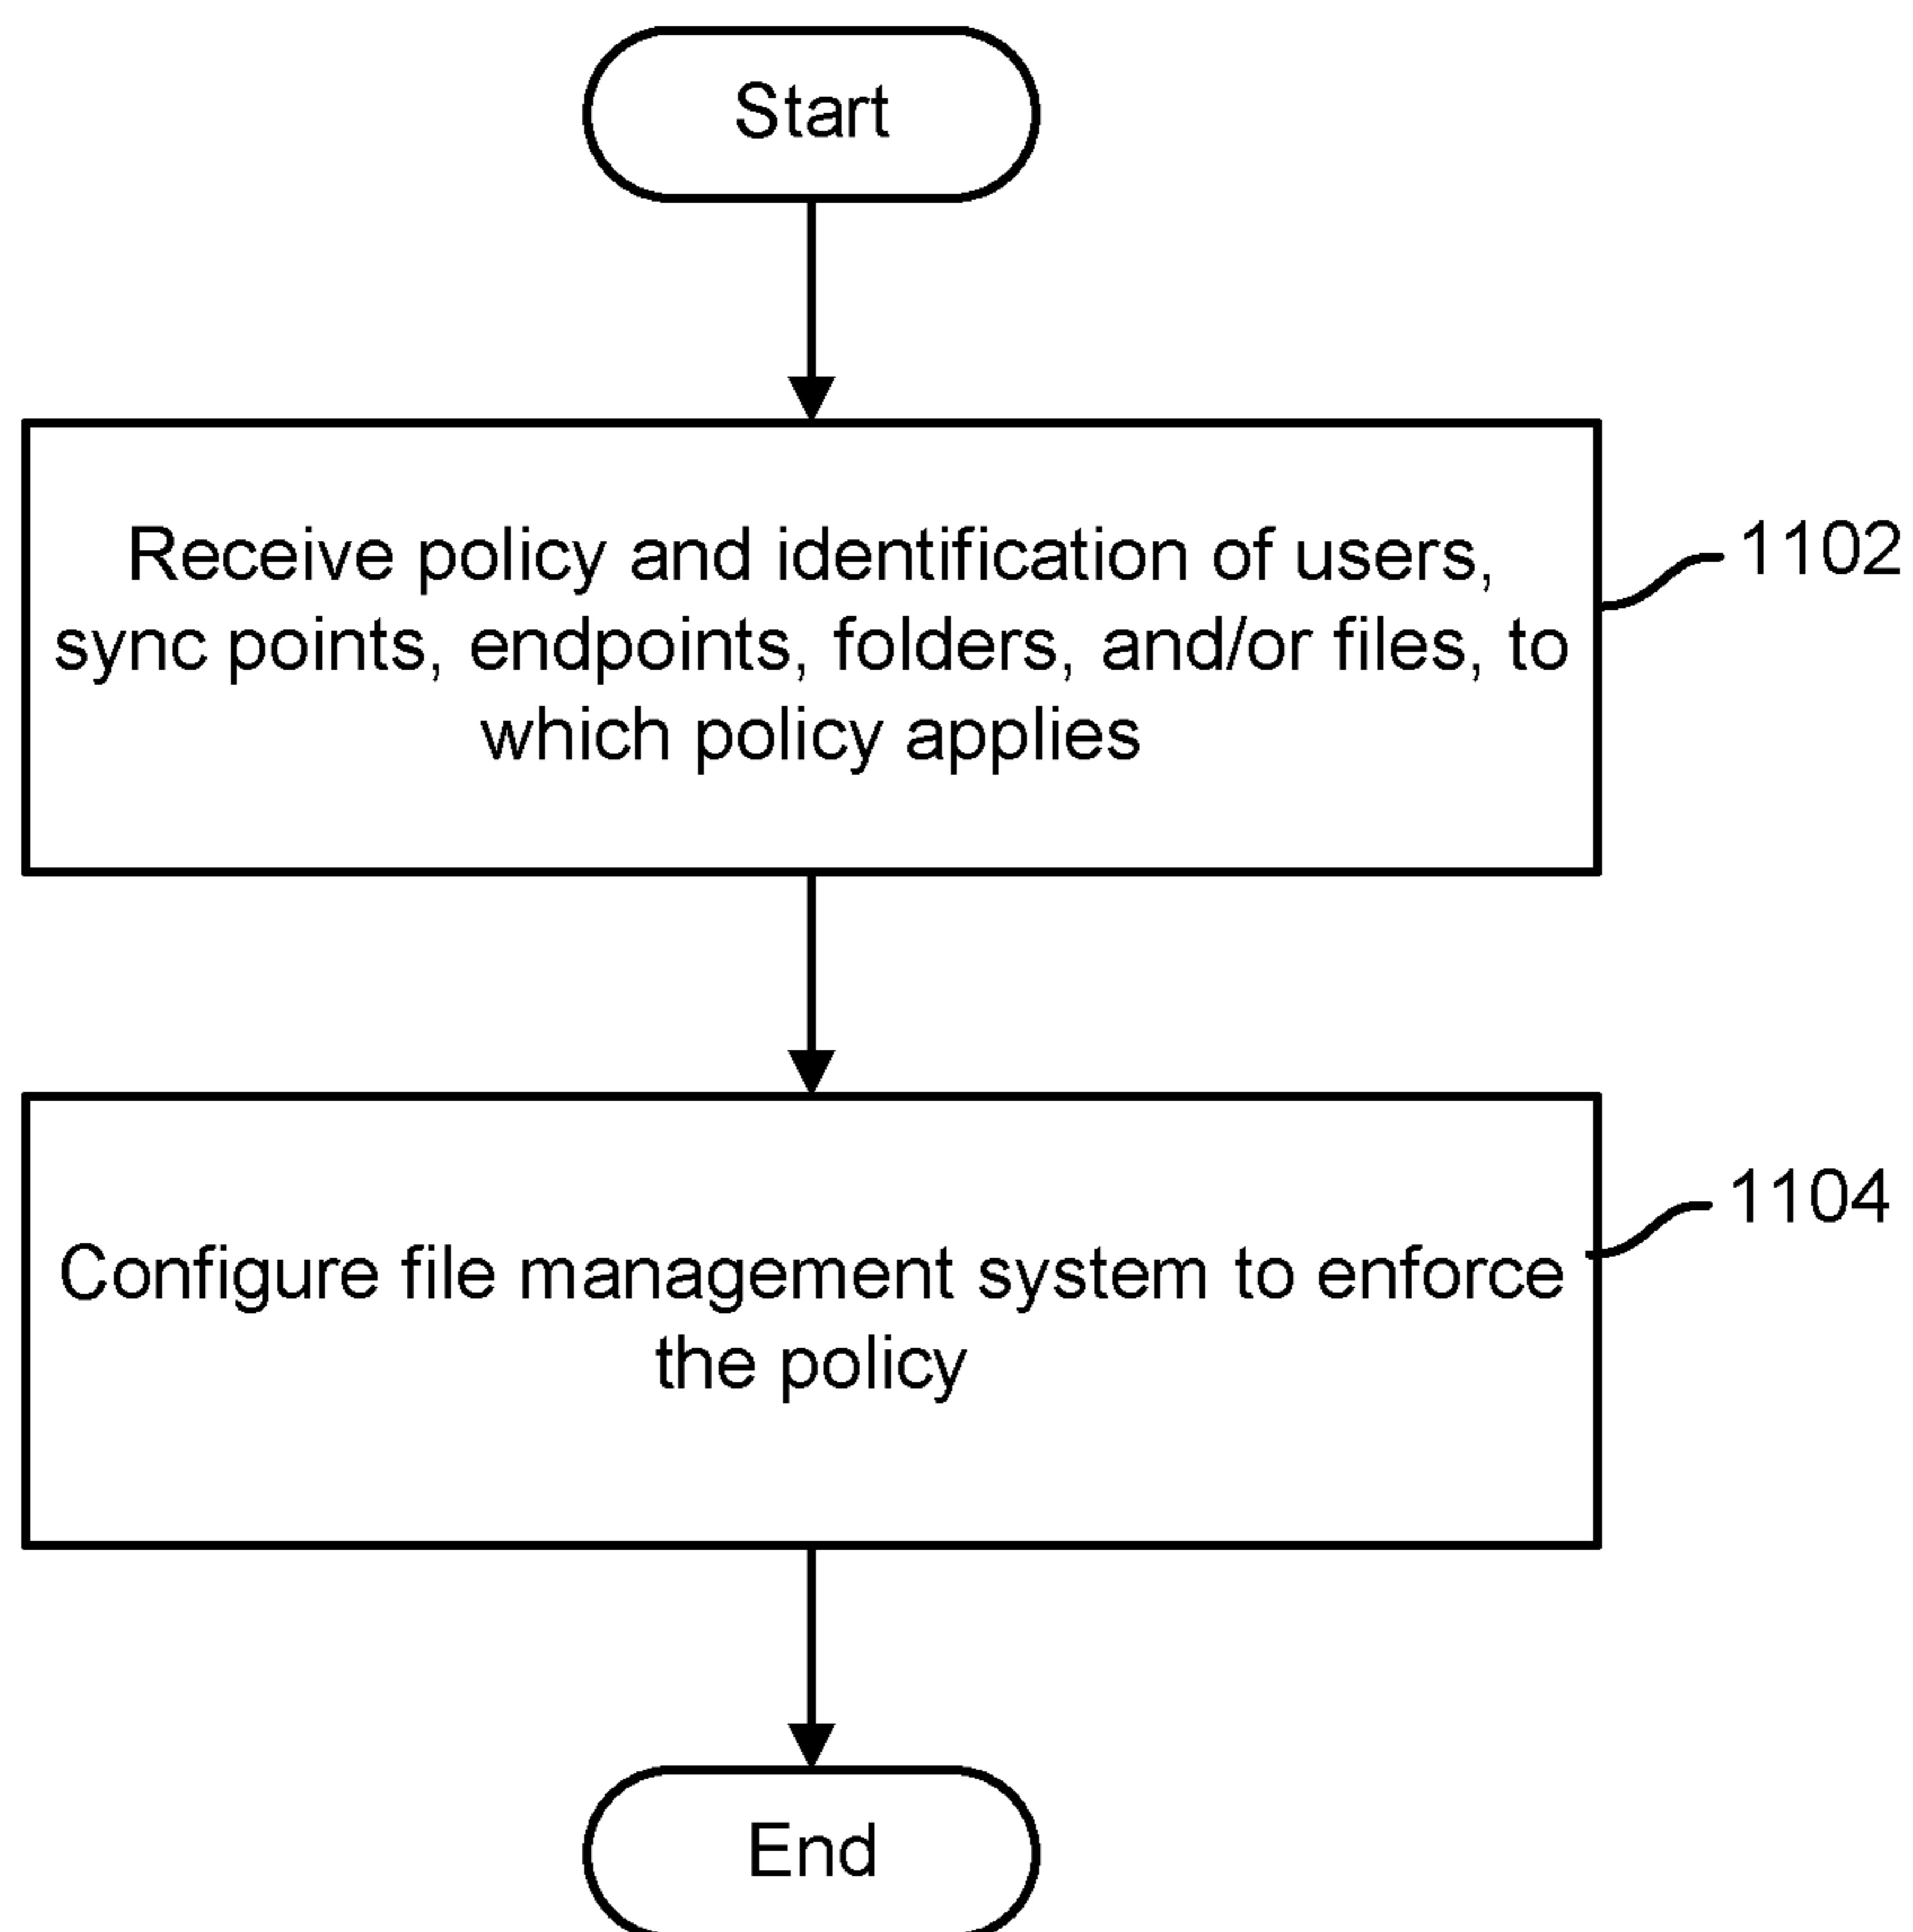 Start
Receive policy and identification of users,
sync points, endpoints, folders, and/or files, to
which policy applies
1102
Configure file management system to enforce
the policy
1104
End